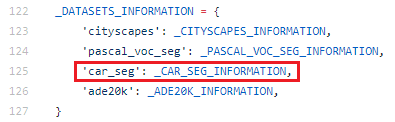 122 _DATASETS_INFORMATION = {
123 'cityscapes': _CITYSCAPES_INFORMATION,
124 'pascal_voc_seg': _PASCAL_VOC_SEG_INFORMATION,
125 'car_seg': _CAR_SEG_INFORMATION,
126 'ade20k': _ADE20K_INFORMATION,
127 }